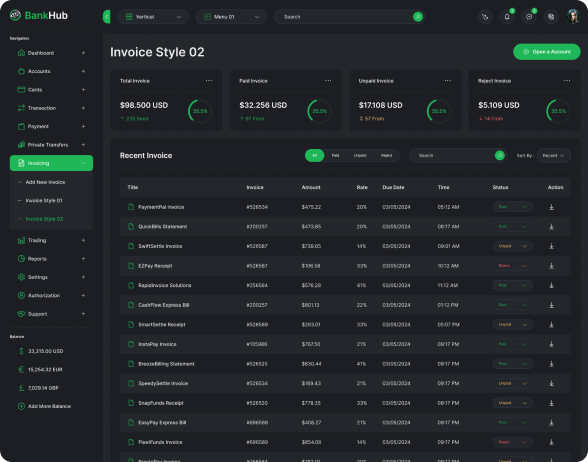 BankHub
Vertical
Menu 01
Search
Navigation
Dashboard
Accounts
Cards
Transaction
Payment
Private Transfers
Invoicing
Add New Invoice
Invoice Style 01
Invoice Style 02
Trading
Reports
Settings
Authorization
Support
Balance
33,215.00 USD
15,254.32 EUR
7,029.14 GBP
Add More Balance
Invoice Style 02
Open a Account
Total Invoice
$98.500 USD
↑ 236 Send
35.5%
Paid Invoice
$32.256 USD
↑ 97 From
35.5%
Unpaid Invoice
$17.108 USD
↕ 57 From
35.5%
Reject Invoice
$5.109 USD
↓ 14 From
35.5%
Recent Invoice
All Paid Unpaid Reject
Search
Sort By : Recent
Title Invoice Amount Rate Due Date Time Status Action
PaymentPal Invoice #526534 $475.22 20% 03/05/2024 05:12 AM Paid
QuickBills Statement #200257 $473.85 20% 03/05/2024 08:17 AM Paid
SwiftSettle Invoice #526587 $739.65 14% 03/05/2024 09:01 AM Unpaid
EZPay Receipt #526587 $106.58 33% 03/05/2024 10:12 AM Reject
RapidInvoice Solutions #256584 $576.29 41% 03/05/2024 11:12 AM Paid
CashFlow Express Bill #200257 $601.13 22% 03/05/2024 01:12 PM Paid
SmartSettle Receipt #526589 $293.01 33% 03/05/2024 05:07 PM Unpaid
InstaPay Invoice #105986 $767.50 21% 03/05/2024 09:17 PM Paid
BreezeBilling Statement #526525 $630.44 41% 03/05/2024 09:17 PM Paid
SpeedySettle Invoice #526534 $169.43 21% 03/05/2024 09:17 PM Unpaid
SnapFunds Receipt #526520 $778.35 33% 03/05/2024 09:17 PM Unpaid
EasyPay Express Bill #696589 $406.27 21% 03/05/2024 09:17 PM Paid
FleetFunds Invoice #696589 $854.08 14% 03/05/2024 09:17 PM Reject